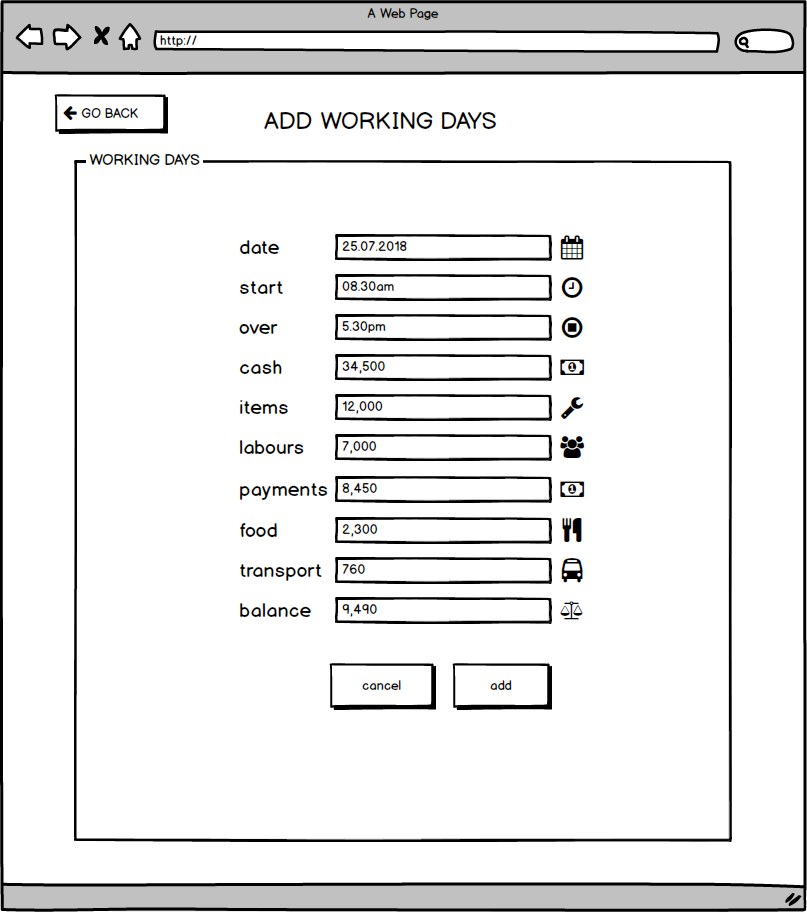 A Web Page
http://
GO BACK
ADD WORKING DAYS
WORKING DAYS
date 25.07.2018
start 08.30am
over 5.30pm
cash 34,500
items 12,000
labours 7,000
payments 8,450
food 2,300
transport 760
balance 9,490
cancel add